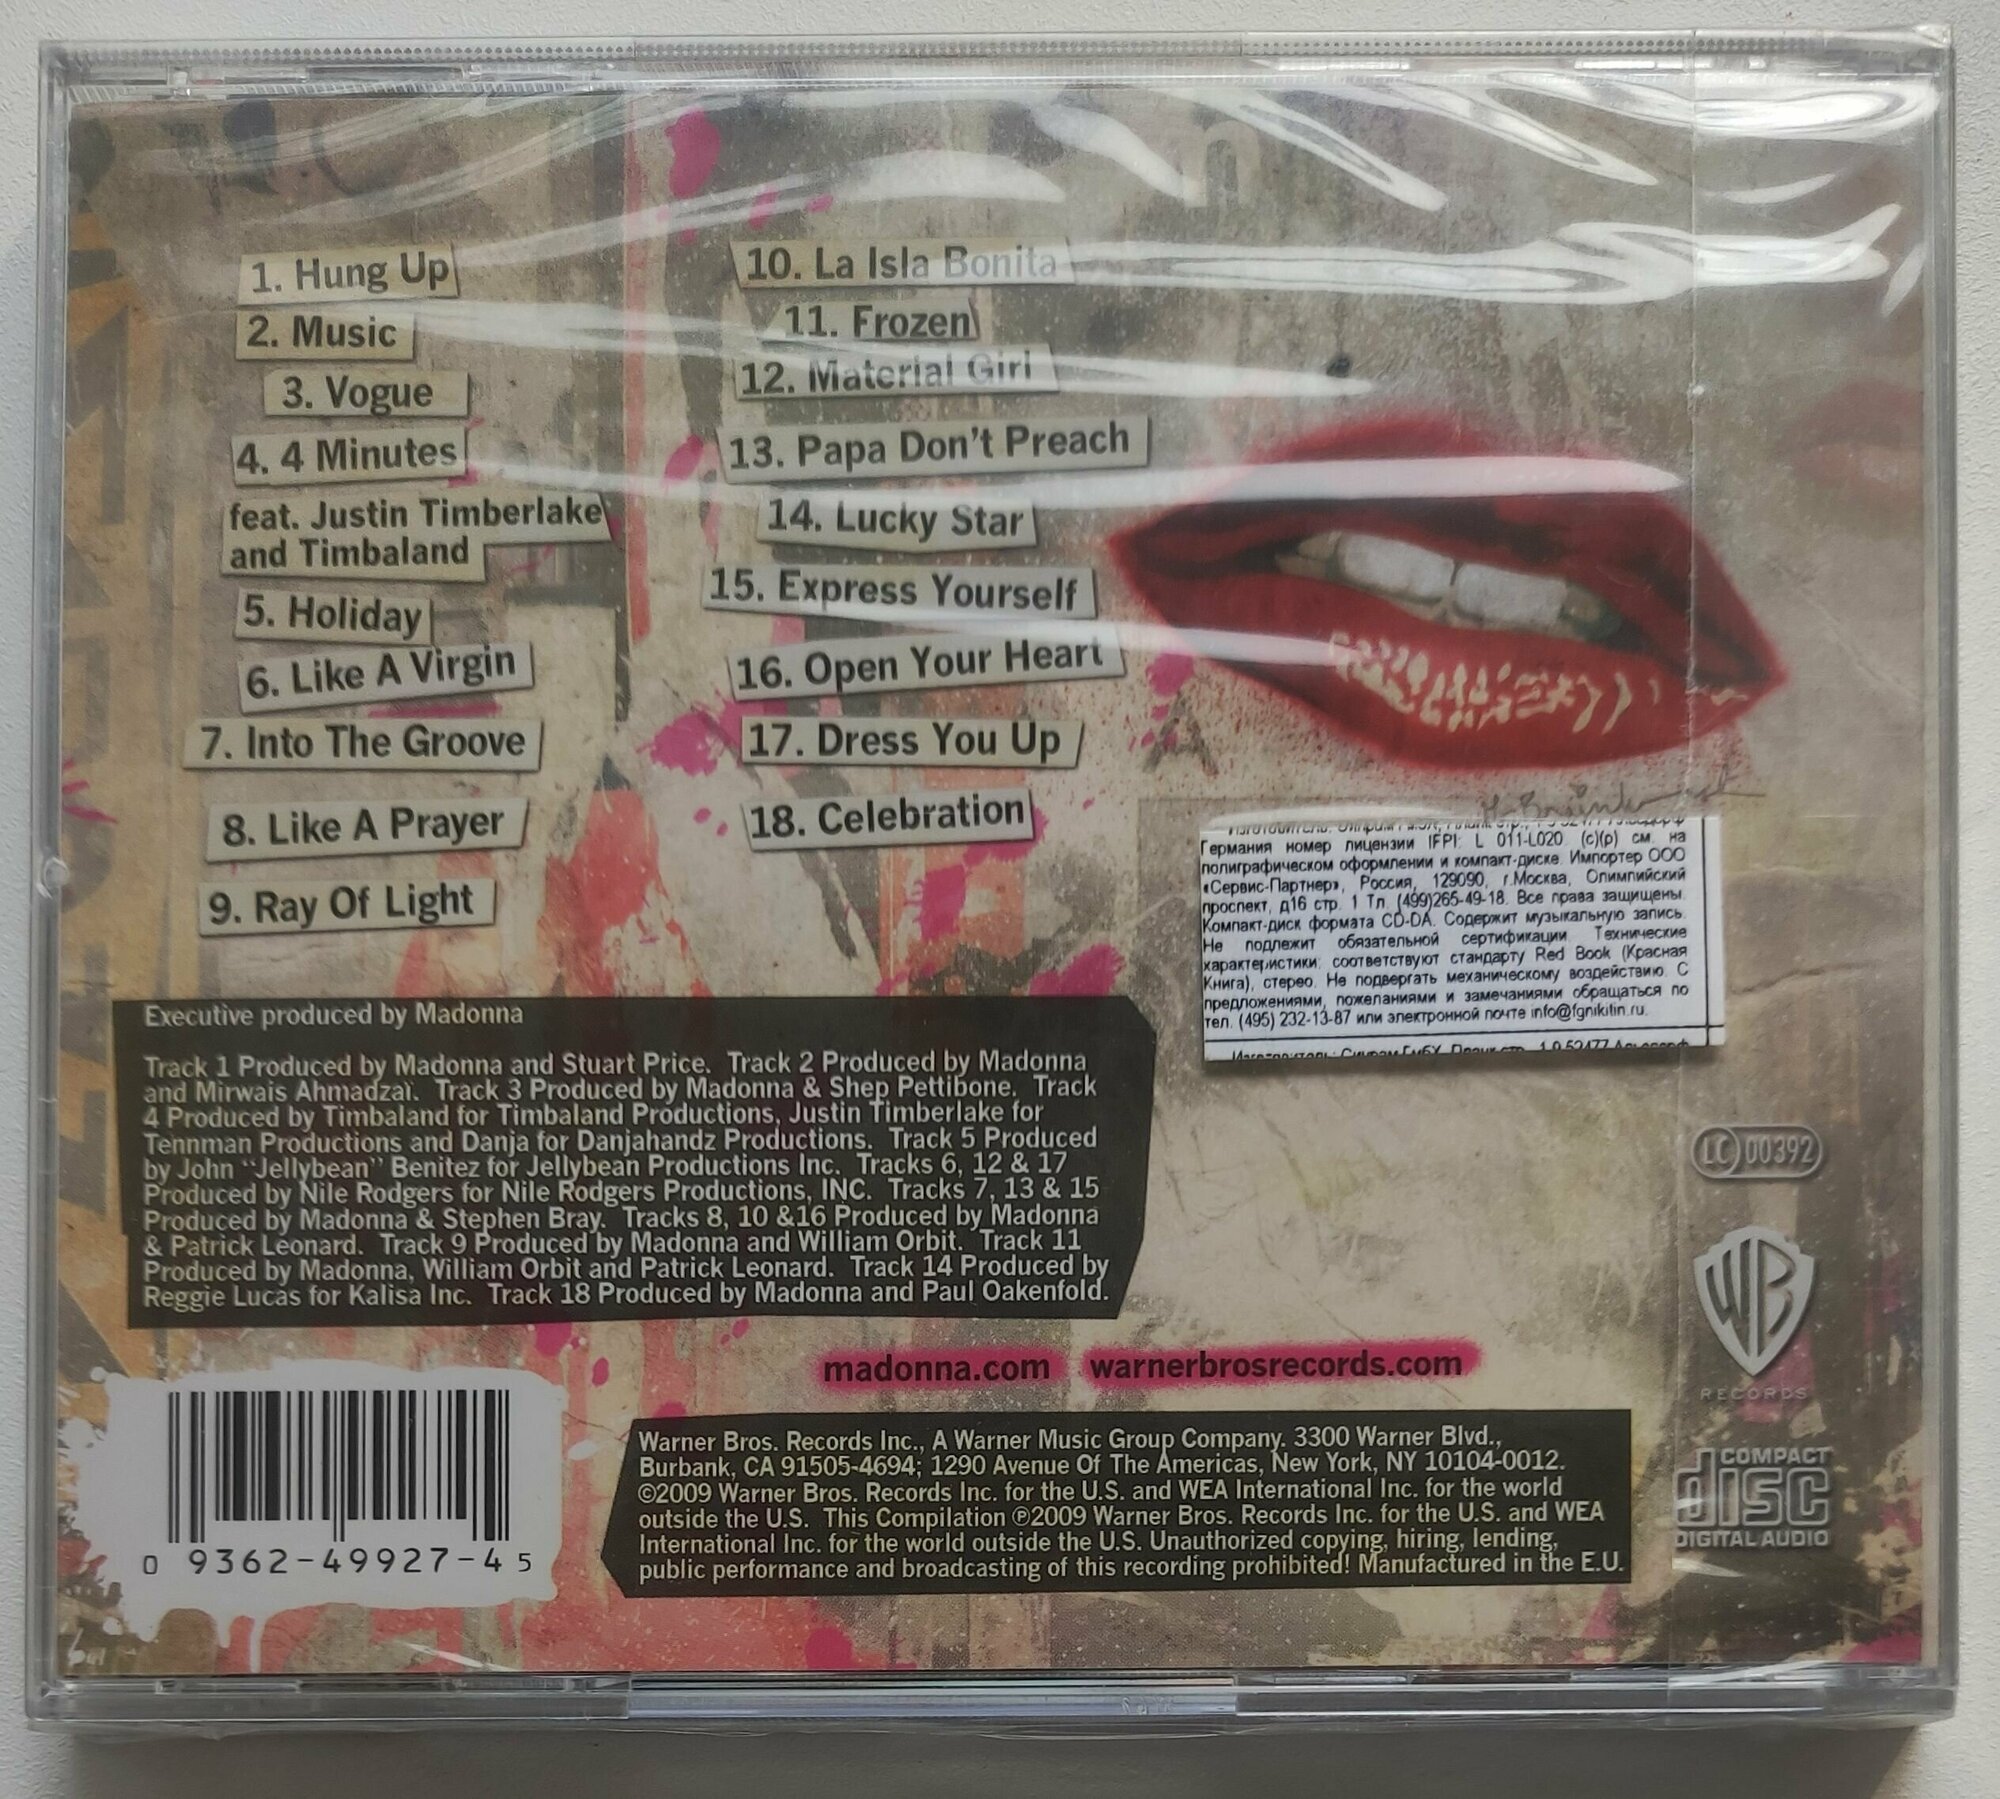 1. Hung Up
2. Music
3. Vogue
4. 4 Minutes
feat. Justin Timberlake
and Timbaland
5. Holiday
6. Like A Virgin
7. Into The Groove
8. Like A Prayer
9. Ray Of Light
10. La Isla Bonita
11. Frozen
12. Material Girl
13. Papa Don't Preach
14. Lucky Star
15. Express Yourself
16. Open Your Heart
17. Dress You Up
18. Celebration
Германия номер лицензии IFPI: L 011-L020 (c)(p) см. на
полиграфическом оформлении и компакт-диске. Импортер ООО
«Сервис-Партнер», Россия, 129090, г.Москва, Олимпийский
проспект, д16 стр. 1 Тл. (499)265-49-18. Все права защищены.
Компакт-диск формата CD-DA. Содержит музыкальную запись.
Не подлежит обязательной сертификации. Технические
характеристики: соответствуют стандарту Red Book (Красная
Книга), стерео. Не подвергать механическому воздействию. С
предложениями, пожеланиями и замечаниями обращаться по
тел. (495) 232-13-87 или электронной почте info@fgnikitin.ru.
Executive produced by Madonna
Track 1 Produced by Madonna and Stuart Price. Track 2 Produced by Madonna
and Mirwais Ahmadzaï. Track 3 Produced by Madonna & Shep Pettibone. Track
4 Produced by Timbaland for Timbaland Productions, Justin Timberlake for
Tennman Productions and Danja for Danjahandz Productions. Track 5 Produced
by John "Jellybean" Benitez for Jellybean Productions Inc. Tracks 6, 12 & 17
Produced by Nile Rodgers for Nile Rodgers Productions, INC. Tracks 7, 13 & 15
Produced by Madonna & Stephen Bray. Tracks 8, 10 &16 Produced by Madonna
& Patrick Leonard. Track 9 Produced by Madonna and William Orbit. Track 11
Produced by Madonna, William Orbit and Patrick Leonard. Track 14 Produced by
Reggie Lucas for Kalisa Inc. Track 18 Produced by Madonna and Paul Oakenfold.
LC 00392
WB
RECORDS
madonna.com warnerbrosrecords.com
0 9362-49927-4 5
Warner Bros. Records Inc., A Warner Music Group Company. 3300 Warner Blvd.,
Burbank, CA 91505-4694; 1290 Avenue Of The Americas, New York, NY 10104-0012.
©2009 Warner Bros. Records Inc. for the U.S. and WEA International Inc. for the world
outside the U.S. This Compilation ℗2009 Warner Bros. Records Inc. for the U.S. and WEA
International Inc. for the world outside the U.S. Unauthorized copying, hiring, lending,
public performance and broadcasting of this recording prohibited! Manufactured in the E.U.
COMPACT
disc
DIGITAL AUDIO